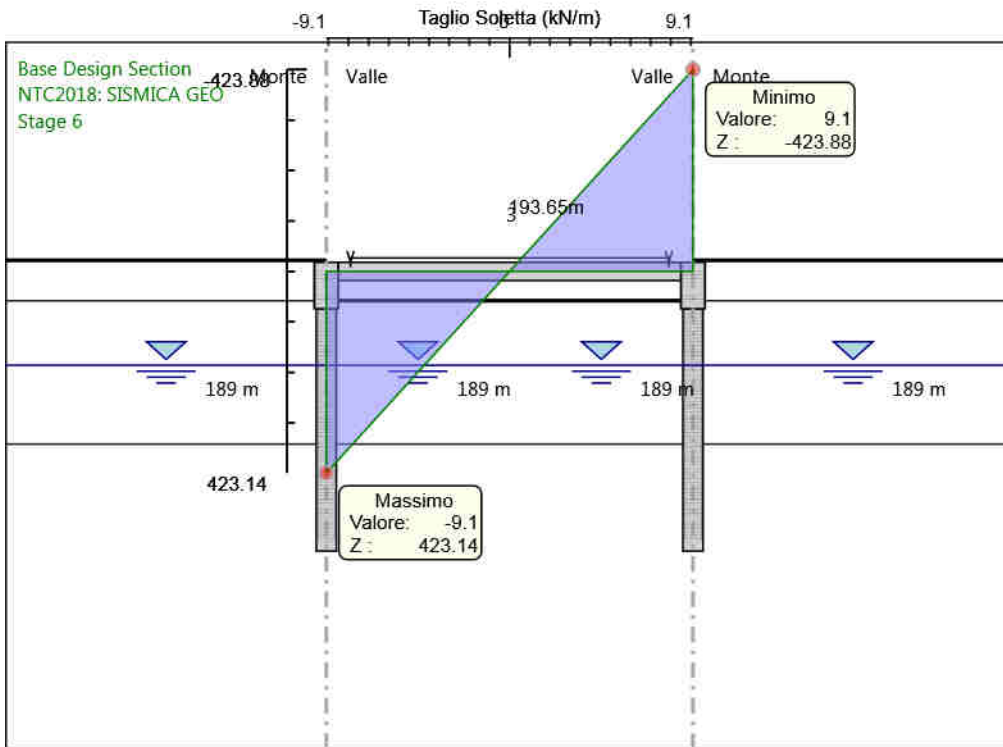 Taglio Soletta (kN/m)
-9.1
0
9.1
Base Design Section
NTC2018: SISMICA GEO
Stage 6
-423.88
Monte
Valle
Valle
Monte
Minimo
Valore: 9.1
Z : -423.88
193.65m
189 m
189 m
189 m
189 m
423.14
Massimo
Valore: -9.1
Z : 423.14